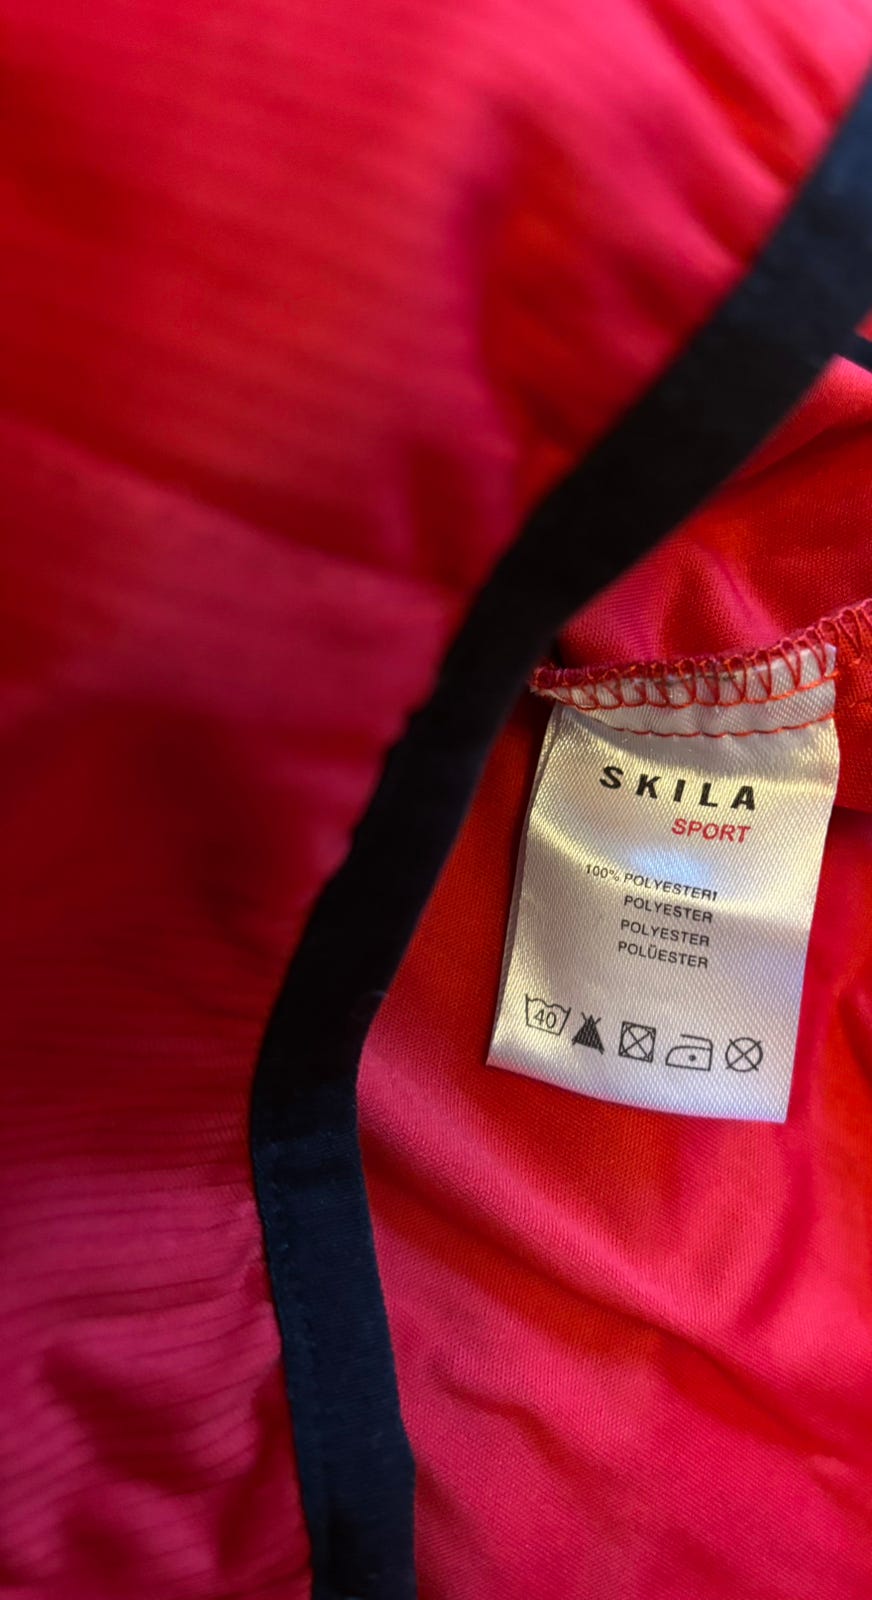 SKILA
SPORT
100% POLYESTERI
POLYESTER
POLYESTER
POLÜESTER
40